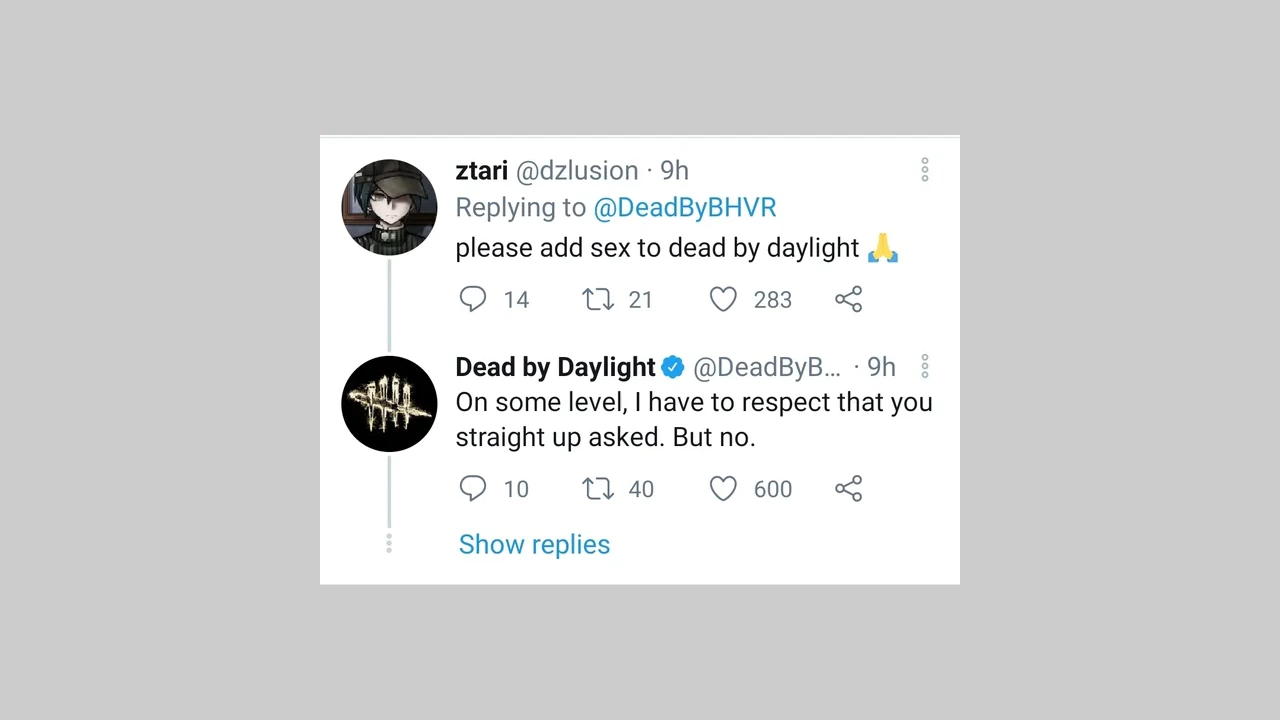 ztari @dzlusion · 9h
Replying to @DeadByBHVR
please add sex to dead by daylight 🙏
14 21 283
Dead by Daylight @DeadByB... · 9h
On some level, I have to respect that you
straight up asked. But no.
10 40 600
Show replies